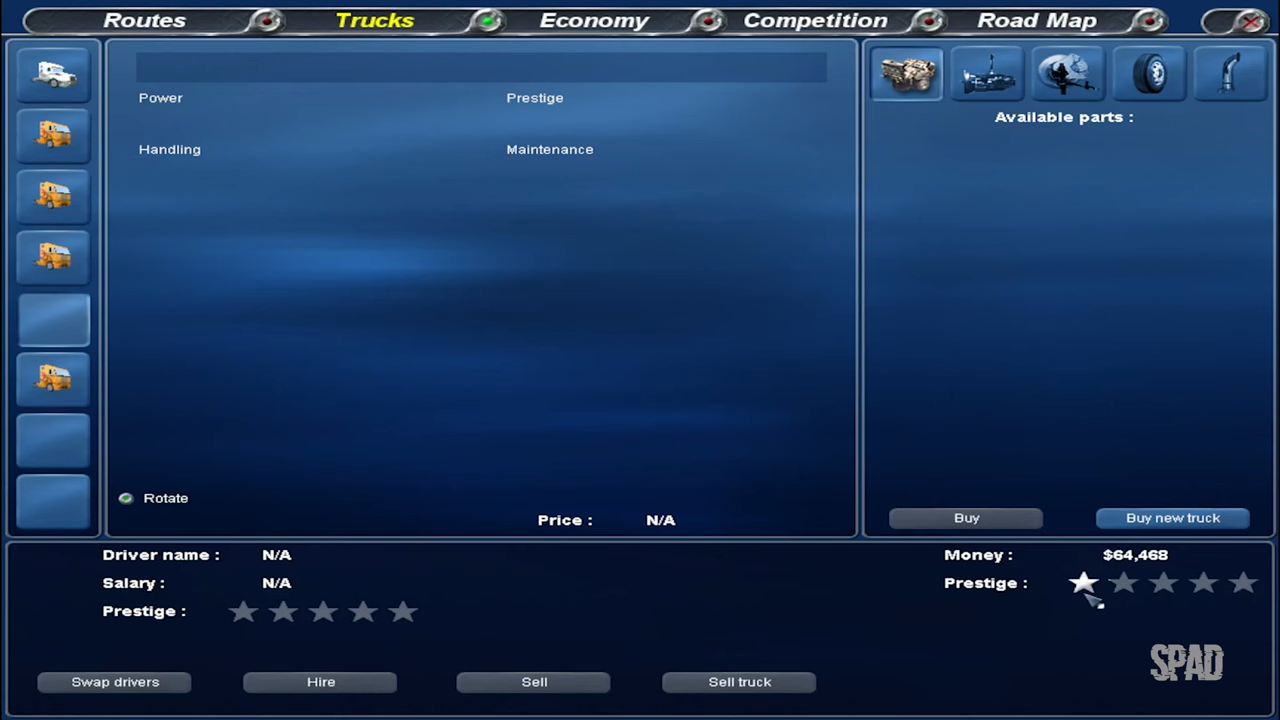 Routes Trucks Economy Competition Road Map
Power Prestige
Handling Maintenance
Available parts :
Rotate
Price : N/A
Buy Buy new truck
Driver name : N/A
Salary : N/A
Prestige :
Money : $64,468
Prestige :
Swap drivers Hire Sell Sell truck
SPAD